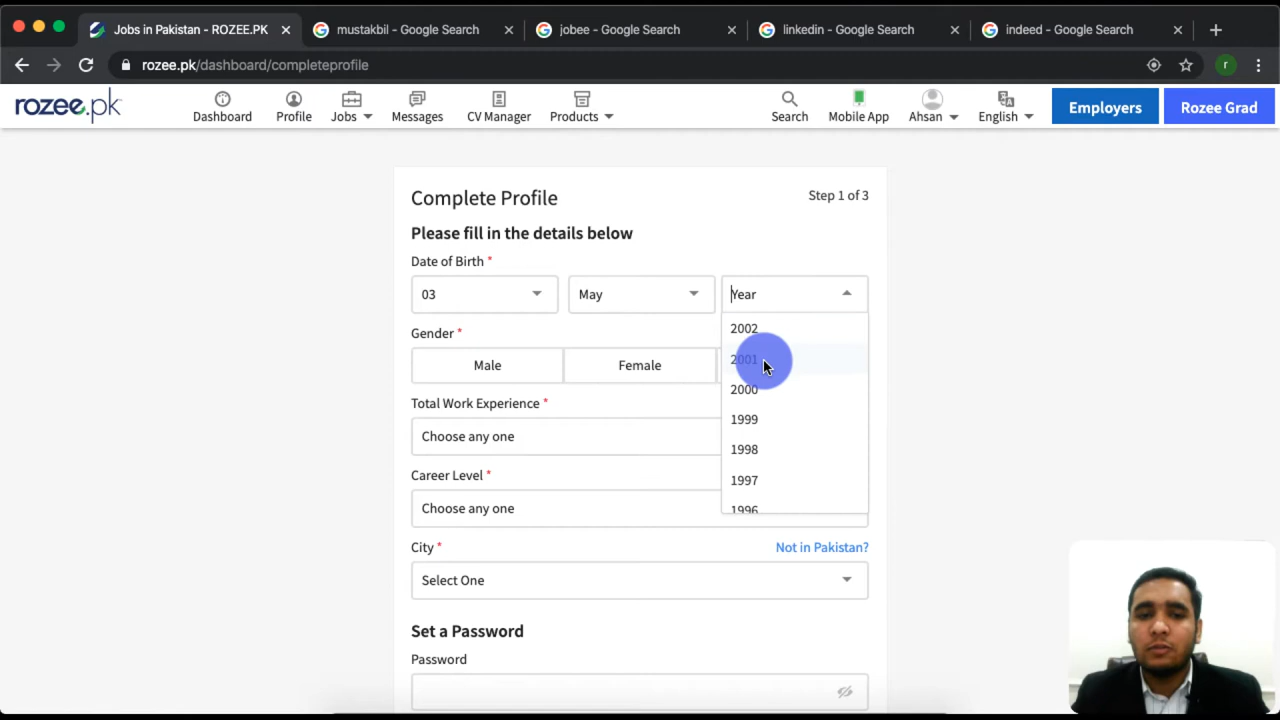 Jobs in Pakistan - ROZEE.PK
mustakbil - Google Search
jobee - Google Search
linkedin - Google Search
indeed - Google Search
rozee.pk/dashboard/completeprofile
r
rozee.pk
Dashboard
Profile
Jobs
Messages
CV Manager
Products
Search
Mobile App
Ahsan
English
Employers
Rozee Grad
Complete Profile
Step 1 of 3
Please fill in the details below
Date of Birth *
03
May
Year
2002
2001
2000
1999
1998
1997
1996
Gender *
Male
Female
Total Work Experience *
Choose any one
Career Level *
Choose any one
City *
Not in Pakistan?
Select One
Set a Password
Password